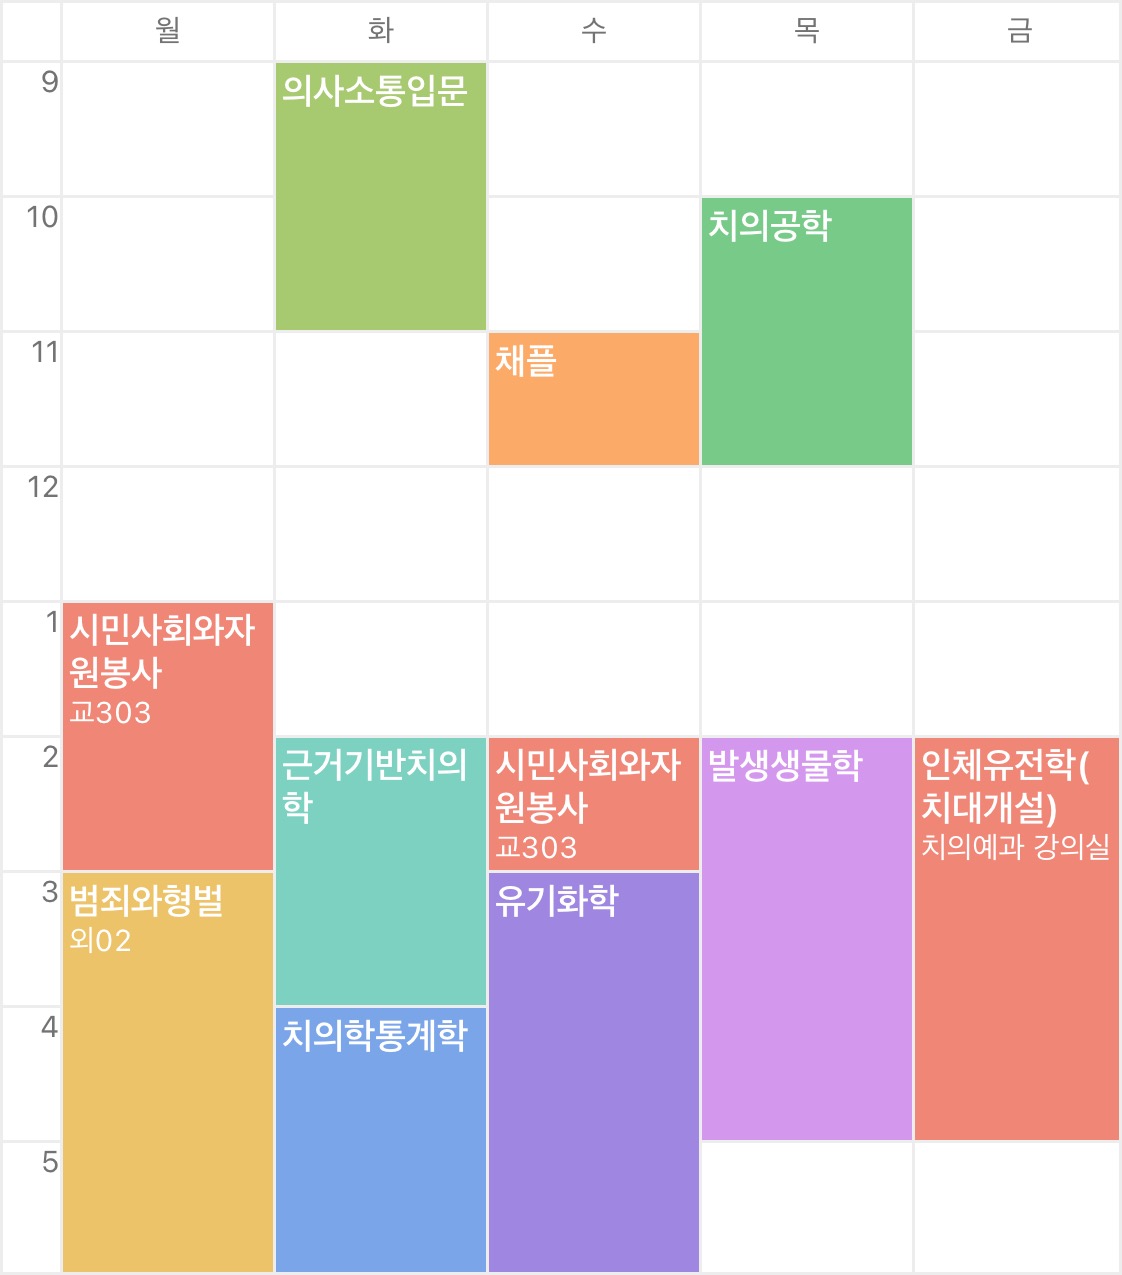 월 화 수 목 금
9
의사소통입문
10
치의공학
11
채플
12
1
시민사회와자
원봉사
교303
2
근거기반치의
학
시민사회와자
원봉사
교303
발생생물학
인체유전학(
치대개설)
치의예과 강의실
3
범죄와형벌
외02
유기화학
4
치의학통계학
5